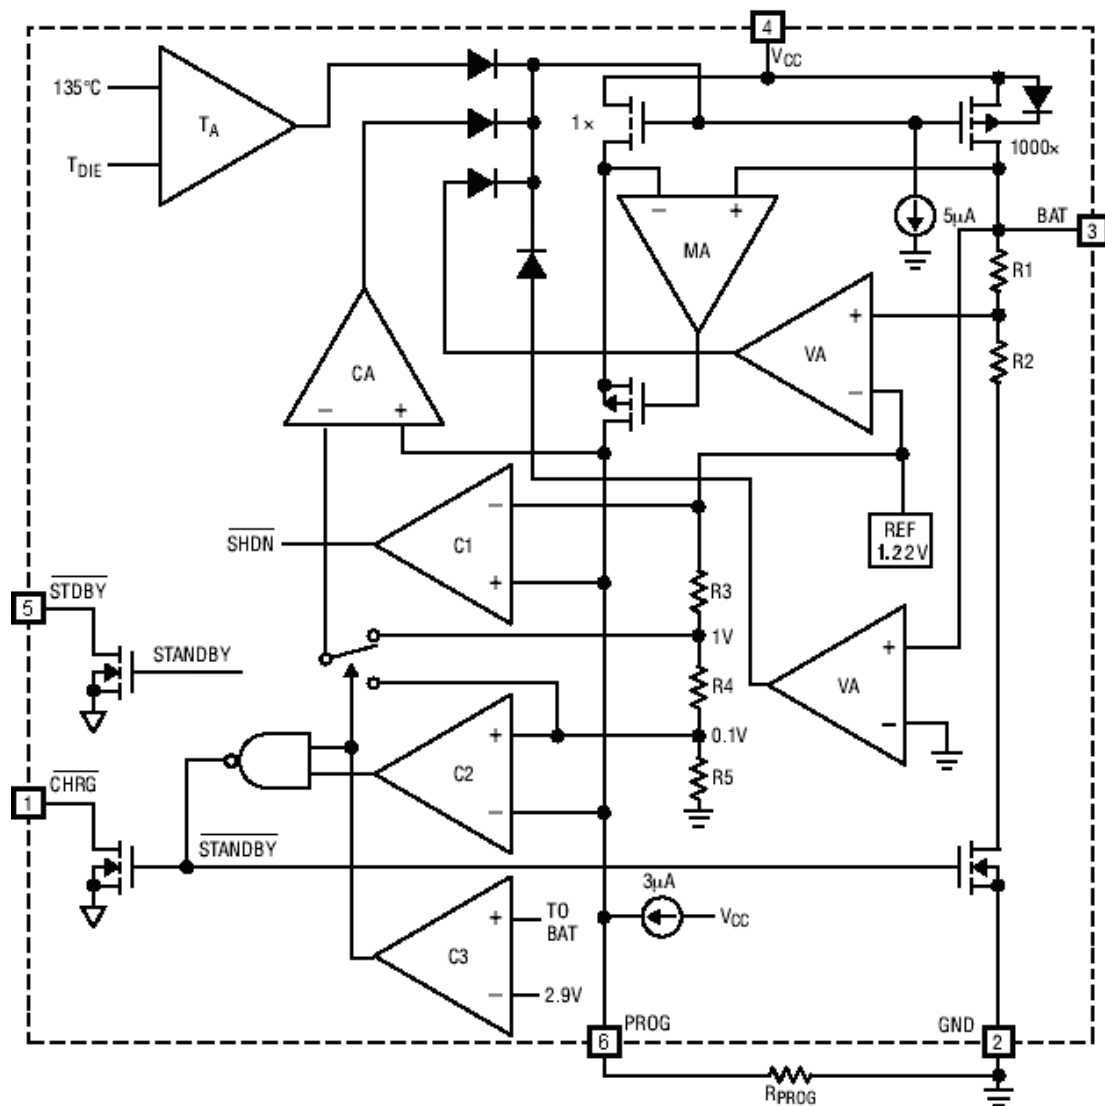 4
VCC
135°C
TA
TDIE
1×
1000×
5µA
BAT
3
− +
MA
R1
+
VA
−
R2
CA
− +
REF
1.22V
−
C1
+
SHDN
R3
1V
STDBY
5
STANDBY
R4
+
VA
−
0.1V
+
C2
−
R5
CHRG
1
STANDBY
3µA
VCC
+
TO
BAT
C3
−
2.9V
PROG
6
GND
2
RPROG